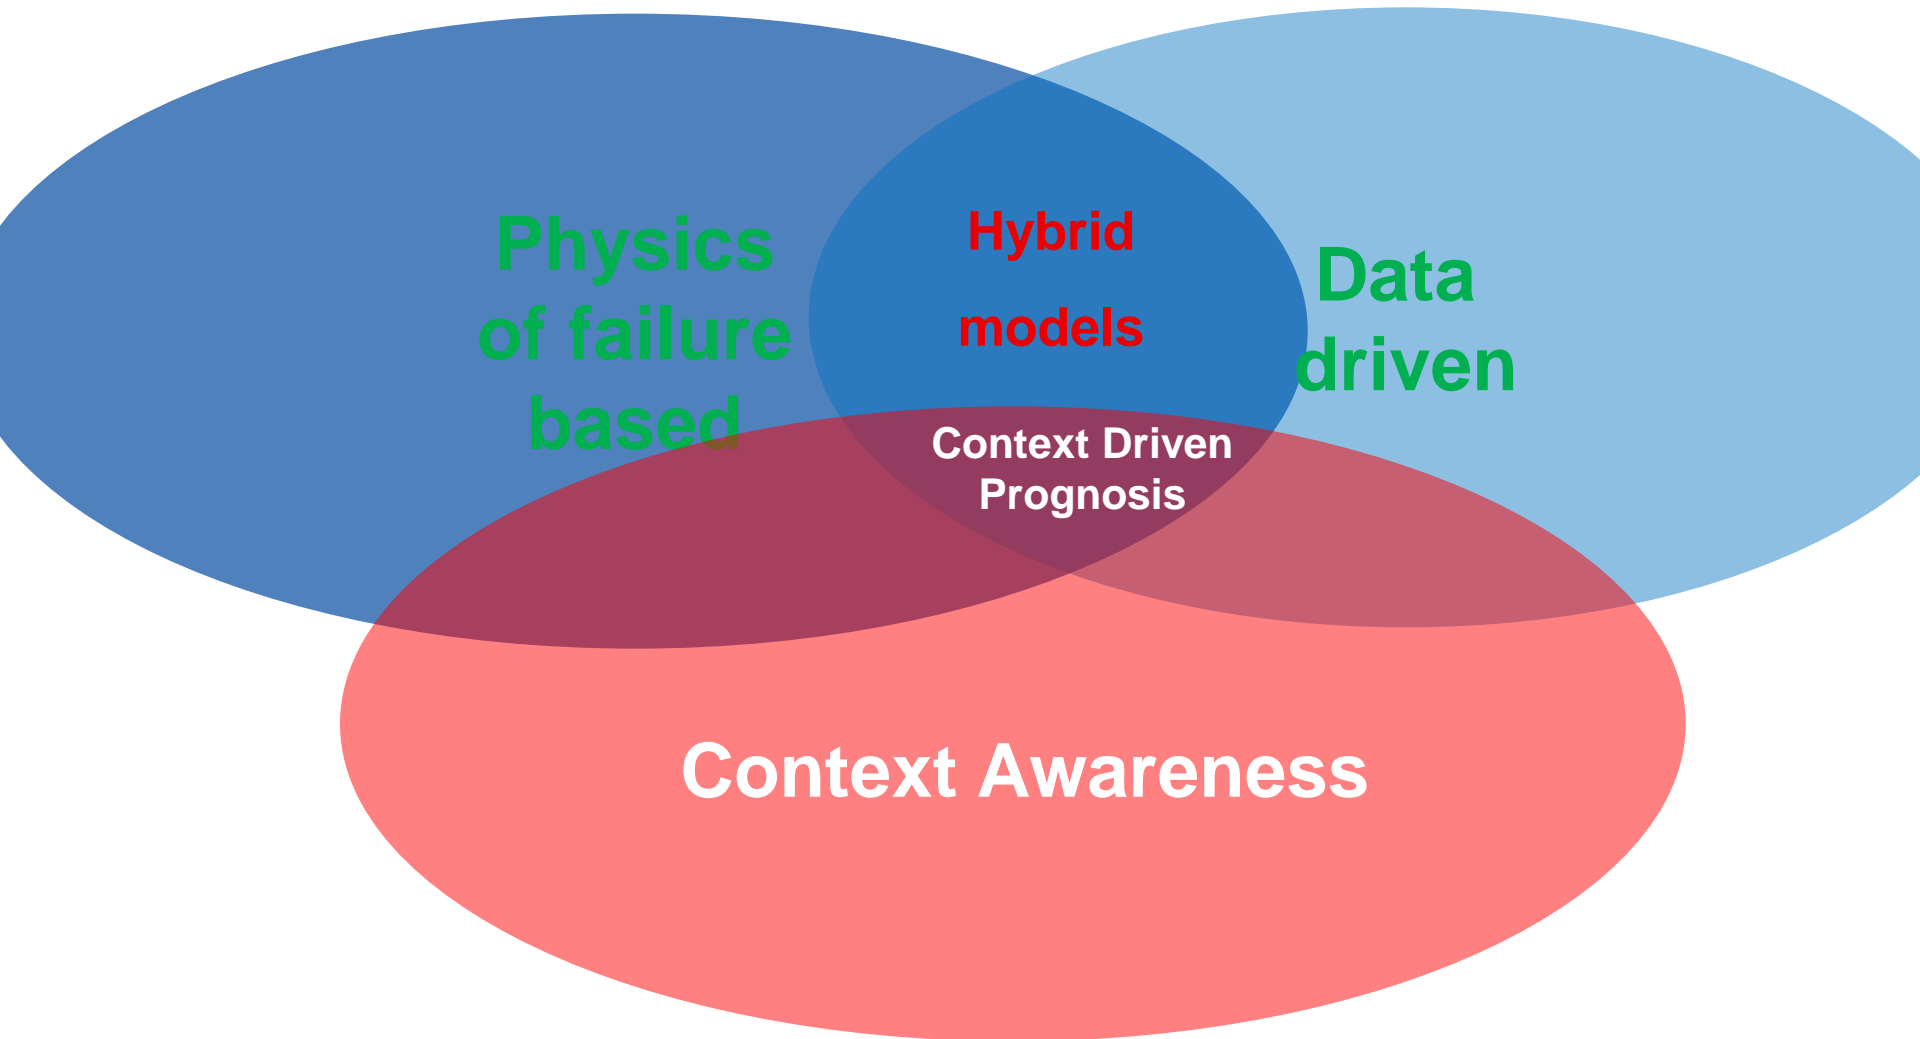 Physics
of failure
based
Hybrid
models
Data
driven
Context Driven
Prognosis
Context Awareness